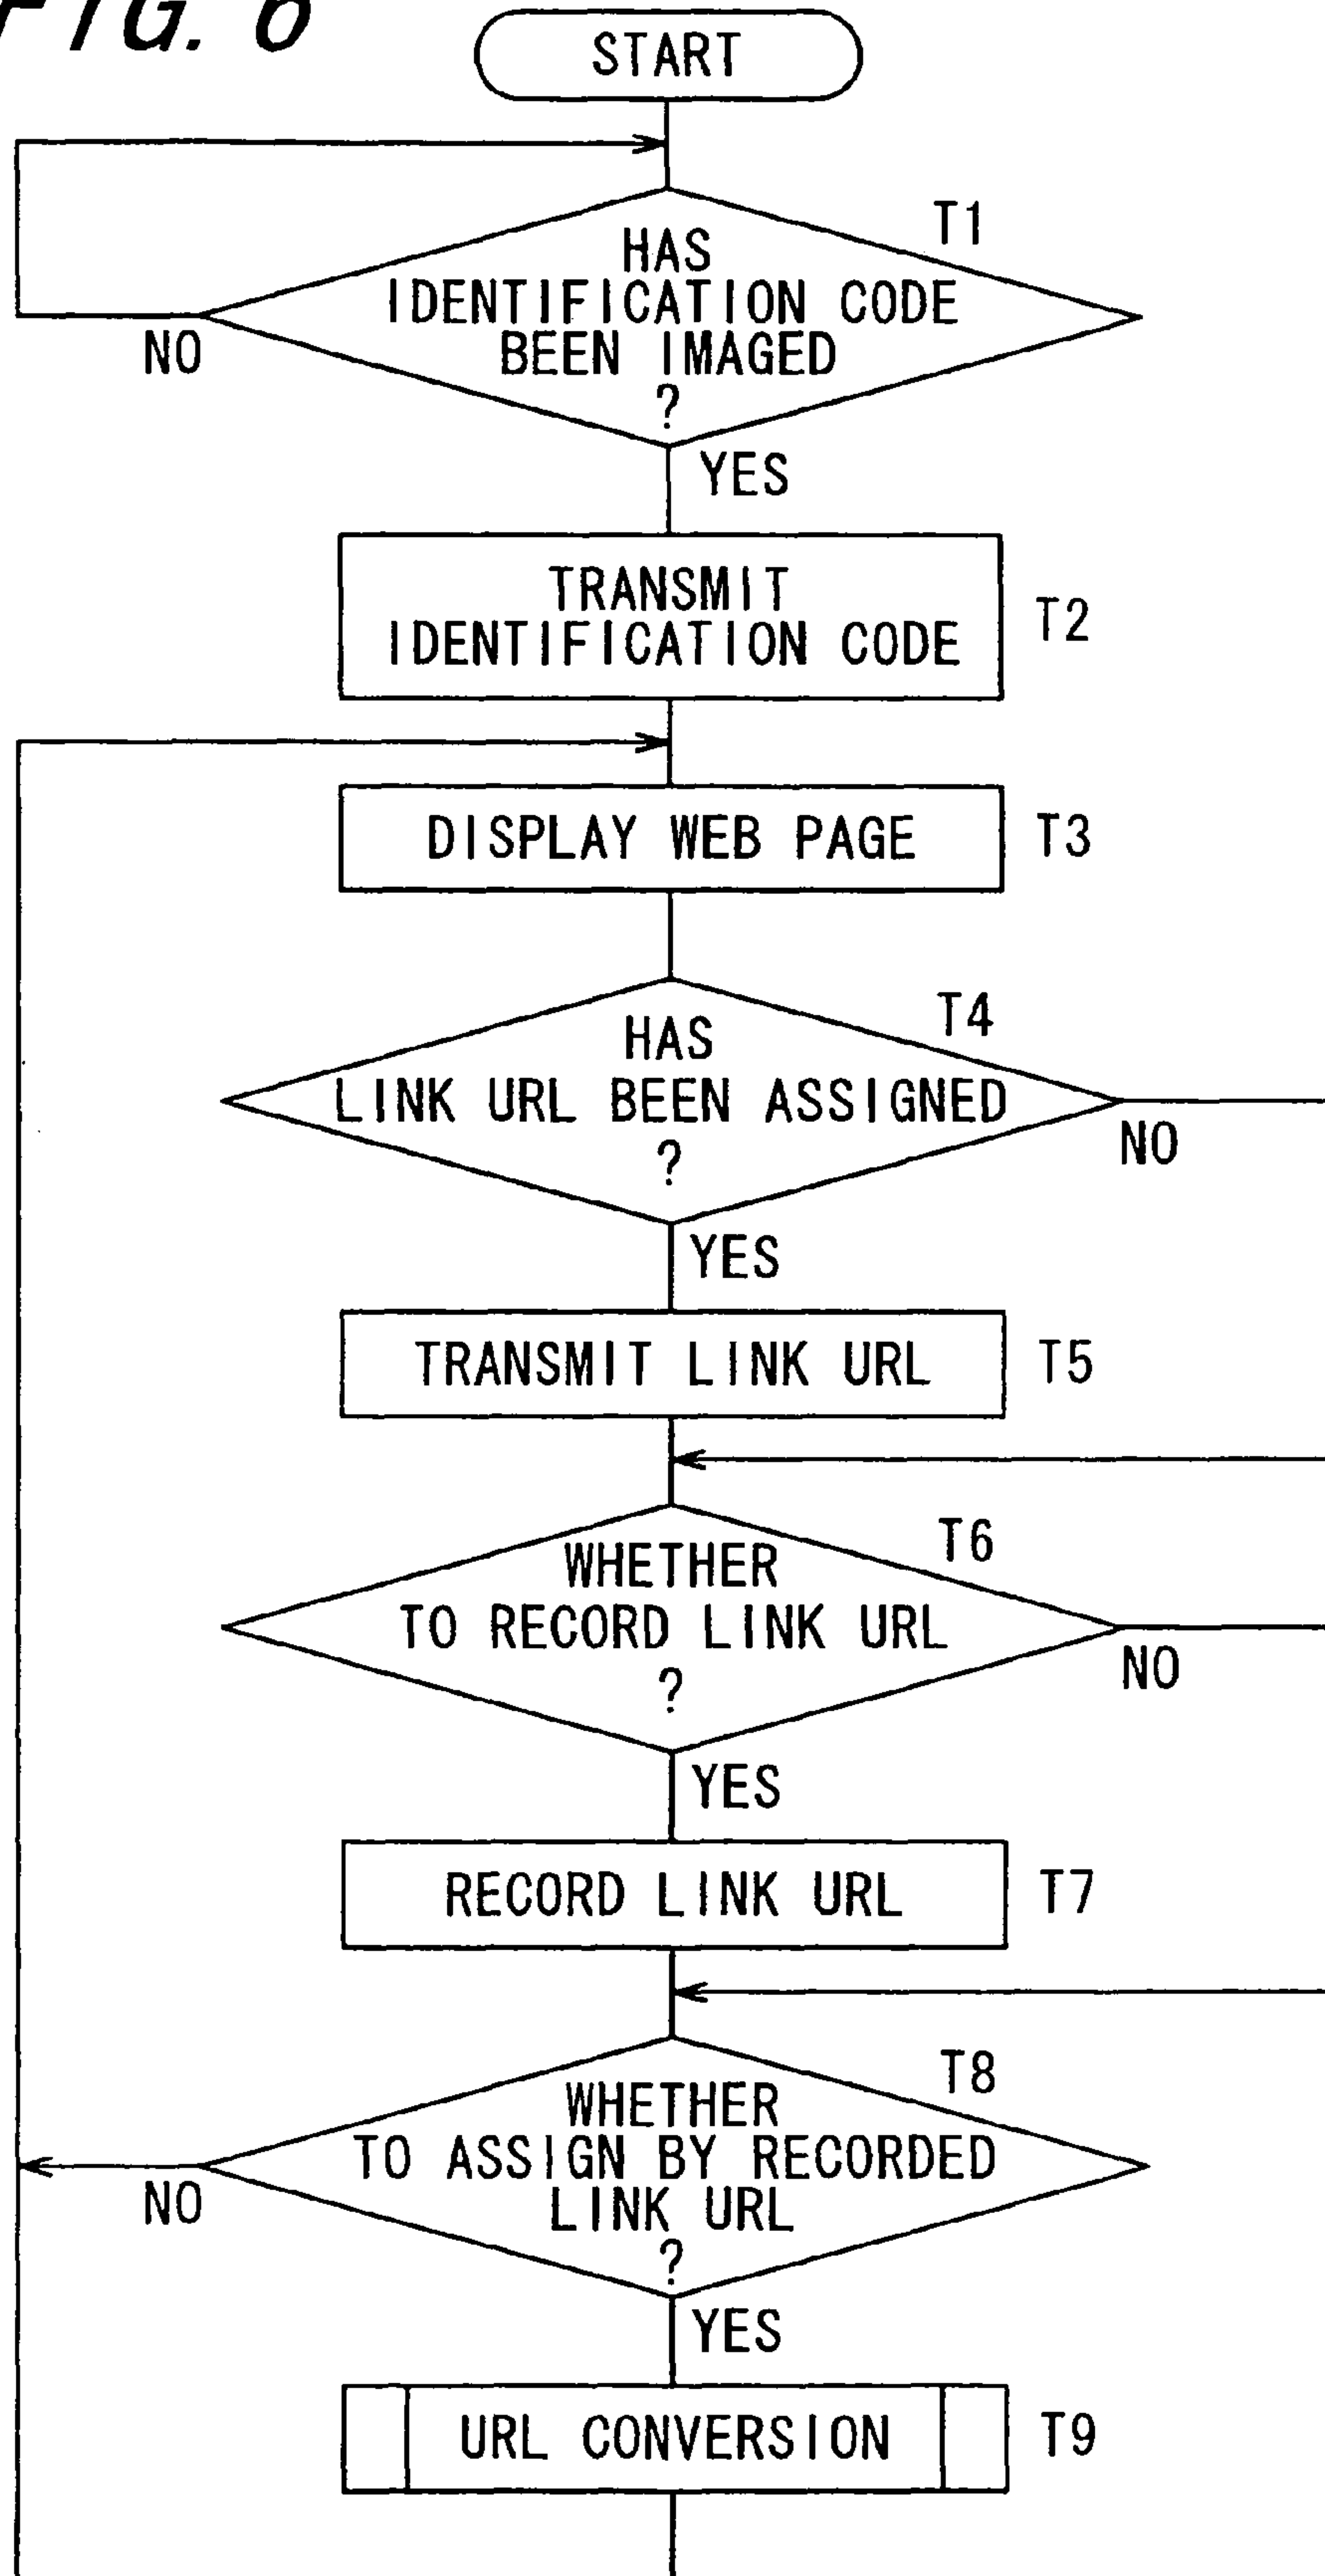 FIG. 6
START
T1
HAS
IDENTIFICATION CODE
BEEN IMAGED
?
NO
YES
TRANSMIT
IDENTIFICATION CODE
T2
DISPLAY WEB PAGE
T3
T4
HAS
LINK URL BEEN ASSIGNED
?
NO
YES
TRANSMIT LINK URL
T5
T6
WHETHER
TO RECORD LINK URL
?
NO
YES
RECORD LINK URL
T7
T8
WHETHER
TO ASSIGN BY RECORDED
LINK URL
?
NO
YES
URL CONVERSION
T9